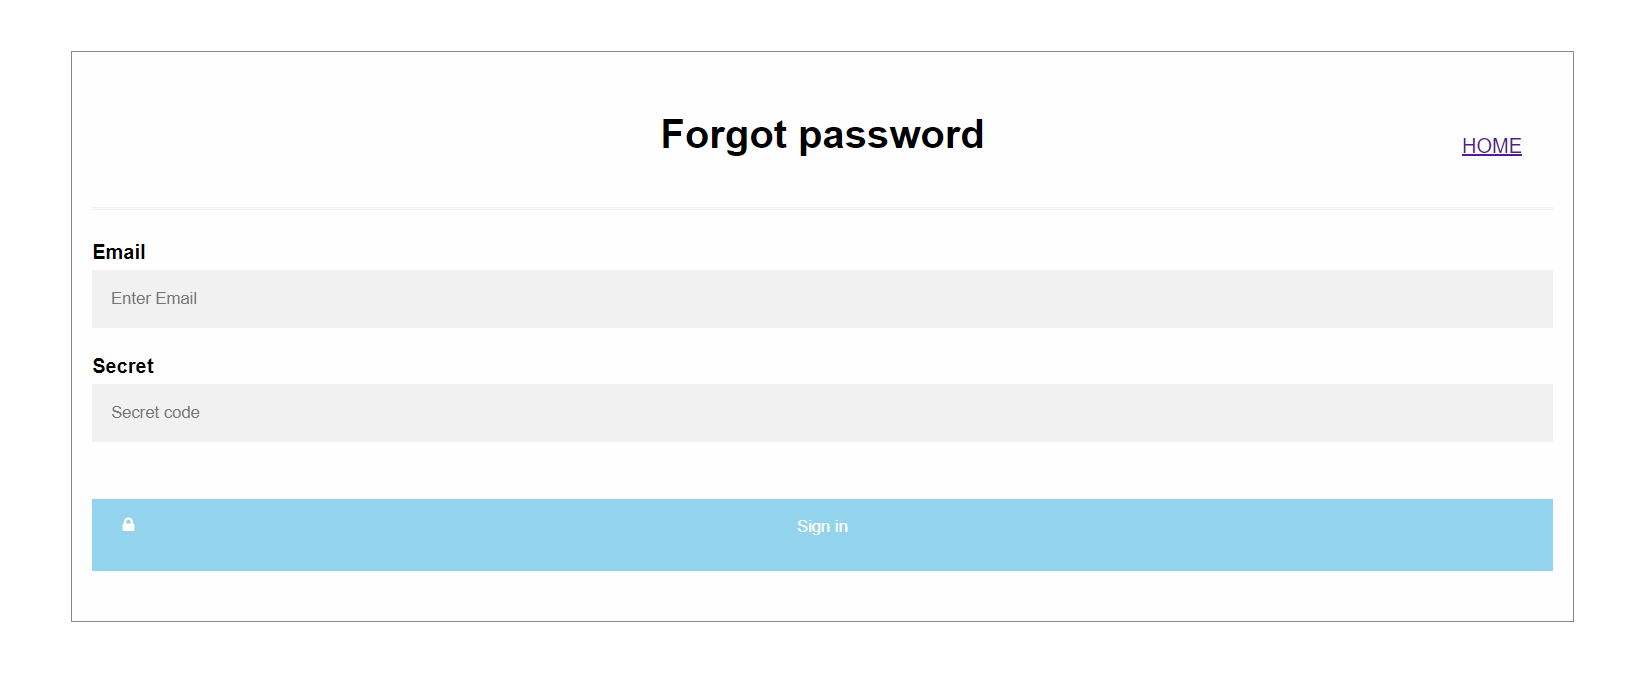 Forgot password
HOME
Email
Enter Email
Secret
Secret code
Sign in